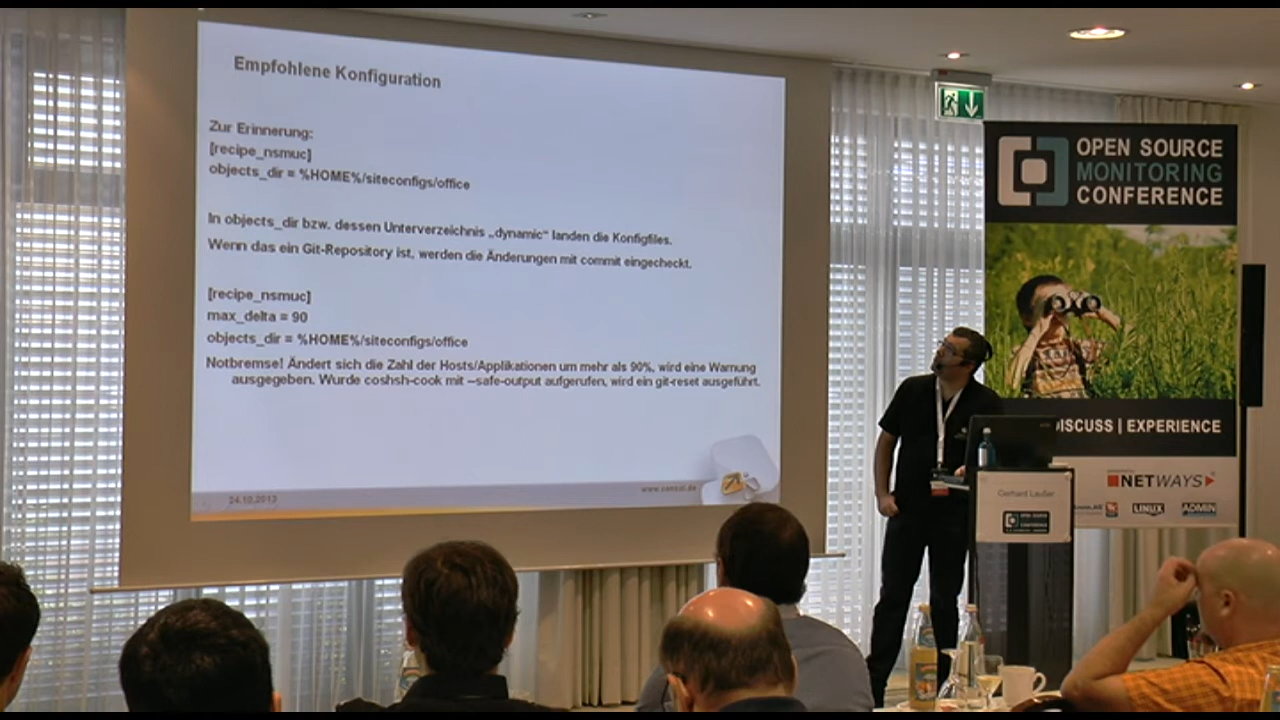 Empfohlene Konfiguration
Zur Erinnerung:
[recipe_nsmuc]
objects_dir = %HOME%/siteconfigs/office
In objects_dir bzw. dessen Unterverzeichnis „dynamic“ landen die Konfigfiles.
Wenn das ein Git-Repository ist, werden die Änderungen mit commit eingecheckt.
[recipe_nsmuc]
max_delta = 90
objects_dir = %HOME%/siteconfigs/office
Notbremse! Ändert sich die Zahl der Hosts/Applikationen um mehr als 90%, wird eine Warnung
ausgegeben. Wurde coshsh-cook mit –safe-output aufgerufen, wird ein git-reset ausgeführt.
24.10.2013
www.consol.de
OPEN SOURCE
MONITORING
CONFERENCE
ISCUSS | EXPERIENCE
NETWAYS
LINUX
ADMIN
Gerhard Laußer
OPEN SOURCE
CONFERENCE